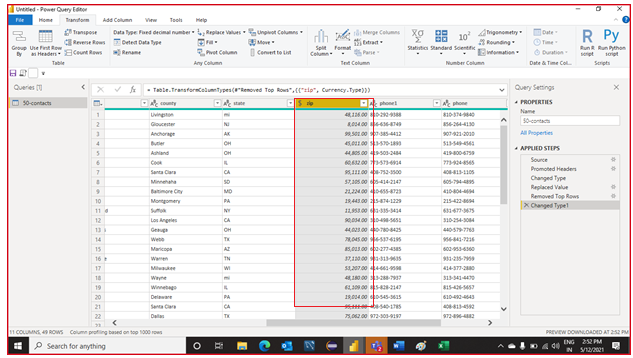 Untitled - Power Query Editor
File Home Transform Add Column View Tools Help
Group By
Use First Row as Headers
Transpose
Reverse Rows
Count Rows
Table
Data Type: Fixed decimal number
Detect Data Type
Rename
Replace Values
Fill
Pivot Column
Unpivot Columns
Move
Convert to List
Any Column
Split Column
Format
Merge Columns
Extract
Parse
Text Column
Statistics
Standard
Scientific
Trigonometry
Rounding
Information
Number Column
Date
Time
Duration
Date & Time Col...
Run R script
Run Python script
Scripts
Queries [1]
50-contacts
= Table.TransformColumnTypes(#"Removed Top Rows",{{"zip", Currency.Type}})
county state zip phone1 phone
1 Livingston mi 48,116.00 810-292-9388 810-374-9840
2 Gloucester NJ 8,014.00 856-636-8749 856-264-4130
3 Anchorage AK 99,501.00 907-385-4412 907-921-2010
4 Butler OH 45,011.00 513-570-1893 513-549-4561
5 Ashland OH 44,805.00 419-503-2484 419-800-6759
6 Cook IL 60,632.00 773-573-6914 773-924-8565
7 Santa Clara CA 95,111.00 408-752-3500 408-813-1105
8 Minnehaha SD 57,105.00 605-414-2147 605-794-4895
9 Baltimore City MD 21,224.00 410-655-8723 410-804-4694
10 Montgomery PA 19,443.00 215-874-1229 215-422-8694
11 Suffolk NY 11,953.00 631-335-3414 631-677-3675
12 Los Angeles CA 90,034.00 310-498-5651 310-254-3084
13 Geauga OH 44,023.00 440-780-8425 440-579-7763
14 Webb TX 78,045.00 956-537-6195 956-841-7216
15 Maricopa AZ 85,013.00 602-277-4385 602-953-6360
16 Warren TN 37,110.00 931-313-9635 931-235-7959
17 Milwaukee WI 53,207.00 414-661-9598 414-377-2880
18 Wayne mi 48,180.00 313-288-7937 313-341-4470
19 Winnebago IL 61,109.00 815-828-2147 815-426-5657
20 Delaware PA 19,014.00 610-545-3615 610-492-4643
21 Santa Clara CA 95,111.00 408-540-1785 408-813-4592
22 Dallas TX 75,062.00 972-303-9197 972-896-4882
Query Settings
PROPERTIES
Name
50-contacts
All Properties
APPLIED STEPS
Source
Promoted Headers
Changed Type
Replaced Value
Removed Top Rows
Changed Type1
11 COLUMNS, 49 ROWS Column profiling based on top 1000 rows PREVIEW DOWNLOADED AT 2:52 PM
Type here to search
ENG
IN
2:52 PM
5/12/2021